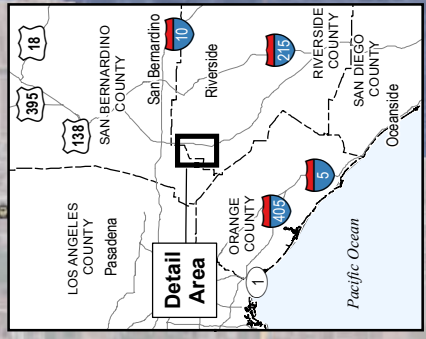 18
395
138
SAN BERNARDINO
COUNTY
San Bernardino
10
LOS ANGELES
COUNTY
Pasadena
Riverside
215
RIVERSIDE
COUNTY
Detail
Area
ORANGE
COUNTY
405
5
SAN DIEGO
COUNTY
Oceanside
1
Pacific Ocean